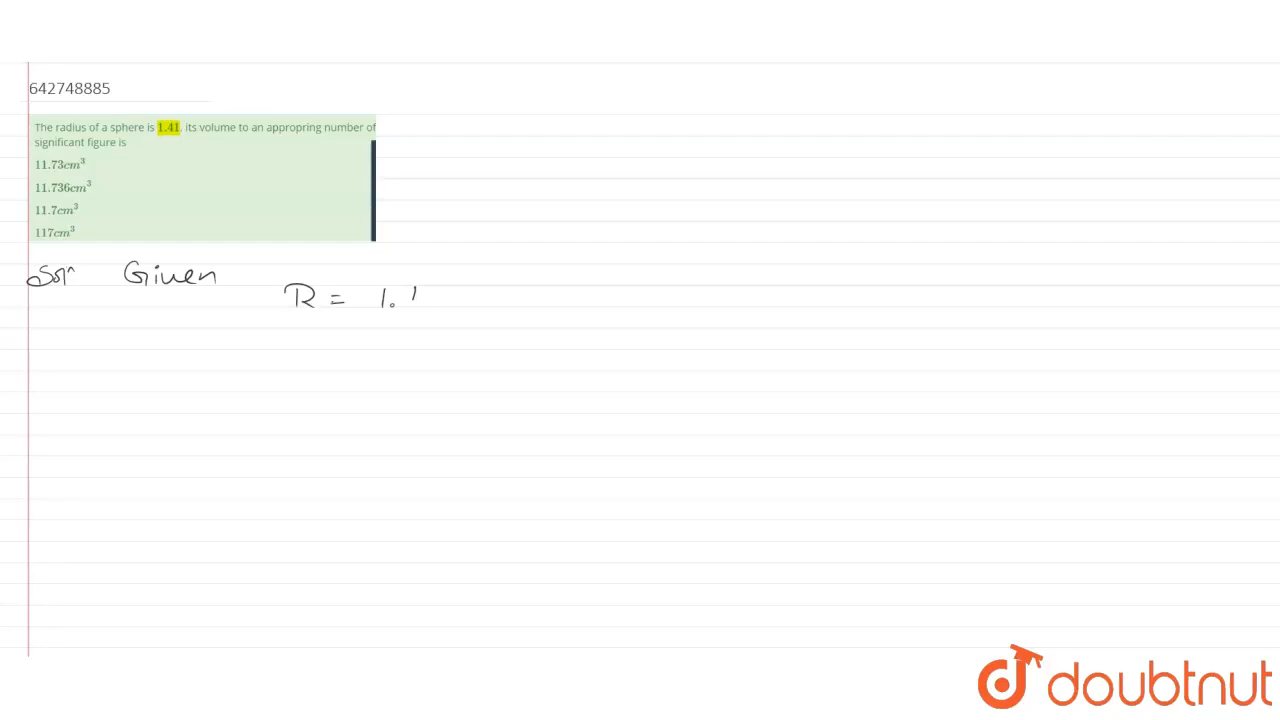 642748885
The radius of a sphere is 1.41. its volume to an appropring number of
significant figure is
11.73cm³
11.736cm³
11.7cm³
117cm³
Solⁿ Given
R = 1.
doubtnut